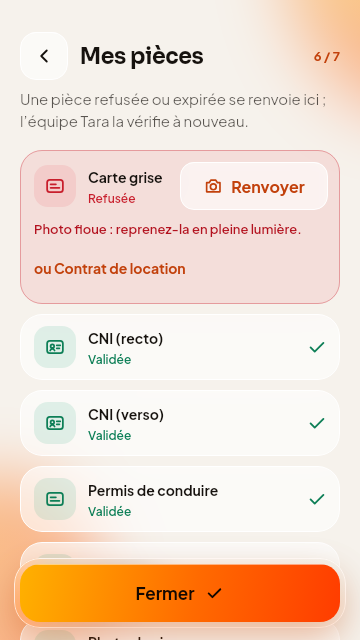 Mes pièces
6 / 7
Une pièce refusée ou expirée se renvoie ici ;
l’équipe Tara la vérifie à nouveau.
Carte grise
Refusée
Renvoyer
Photo floue : reprenez-la en pleine lumière.
ou Contrat de location
CNI (recto)
Validée
CNI (verso)
Validée
Permis de conduire
Validée
Fermer